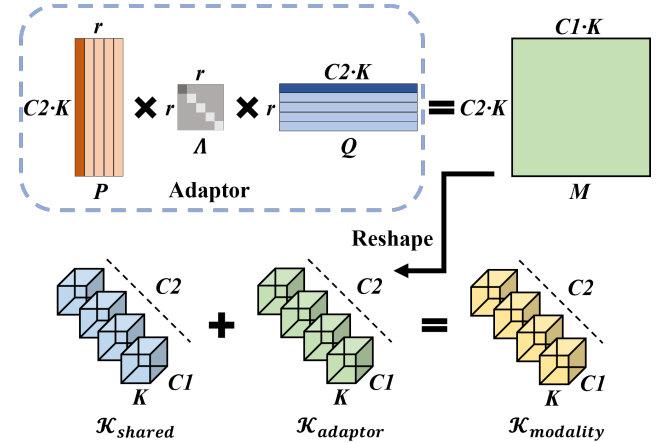 r
C1·K
C2·K
r
r
C2·K
r
C2·K
P
Λ
Q
M
Adaptor
Reshape
C2
C2
C2
K
C1
K
C1
K
C1
𝒦shared
𝒦adaptor
𝒦modality